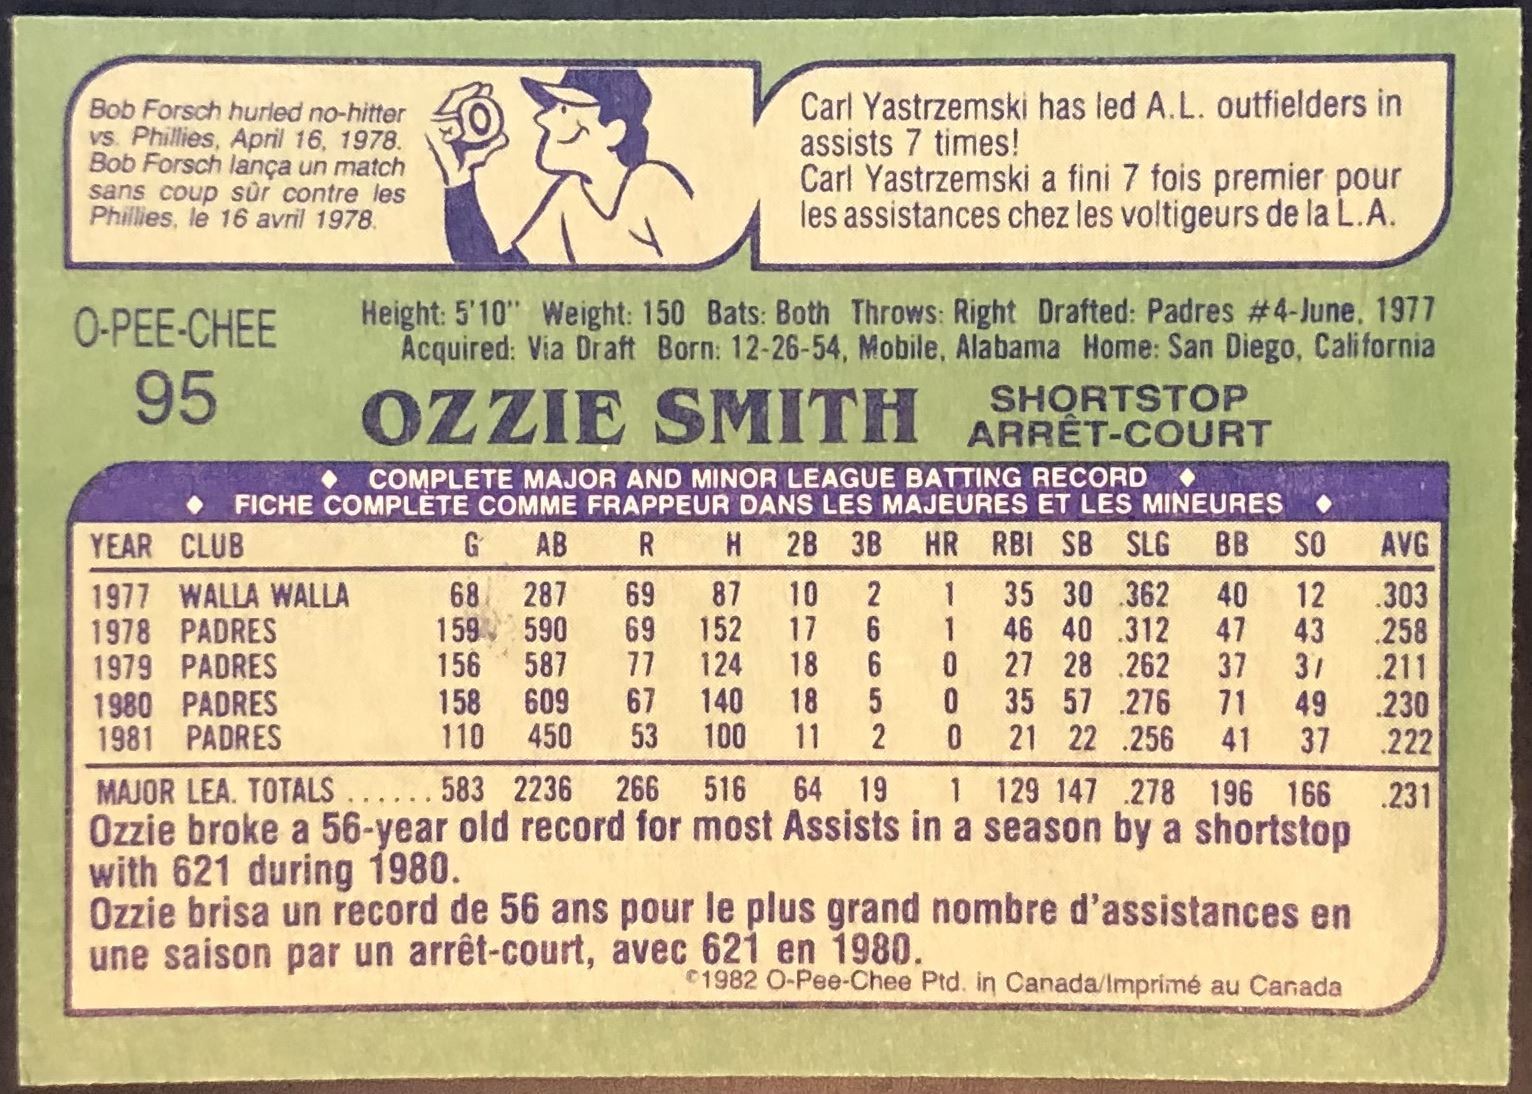 Bob Forsch hurled no-hitter
vs. Phillies, April 16, 1978.
Bob Forsch lança un match
sans coup sûr contre les
Phillies, le 16 avril 1978.
Carl Yastrzemski has led A.L. outfielders in
assists 7 times!
Carl Yastrzemski a fini 7 fois premier pour
les assistances chez les voltigeurs de la L.A.
O-PEE-CHEE
95
Height: 5'10" Weight: 150 Bats: Both Throws: Right Drafted: Padres #4-June, 1977
Acquired: Via Draft Born: 12-26-54, Mobile, Alabama Home: San Diego, California
OZZIE SMITH
SHORTSTOP
ARRÊT-COURT
♦ COMPLETE MAJOR AND MINOR LEAGUE BATTING RECORD ♦
♦ FICHE COMPLÈTE COMME FRAPPEUR DANS LES MAJEURES ET LES MINEURES ♦
YEAR CLUB G AB R H 2B 3B HR RBI SB SLG BB SO AVG
1977 WALLA WALLA 68 287 69 87 10 2 1 35 30 .362 40 12 .303
1978 PADRES 159 590 69 152 17 6 1 46 40 .312 47 43 .258
1979 PADRES 156 587 77 124 18 6 0 27 28 .262 37 37 .211
1980 PADRES 158 609 67 140 18 5 0 35 57 .276 71 49 .230
1981 PADRES 110 450 53 100 11 2 0 21 22 .256 41 37 .222
MAJOR LEA. TOTALS ...... 583 2236 266 516 64 19 1 129 147 .278 196 166 .231
Ozzie broke a 56-year old record for most Assists in a season by a shortstop
with 621 during 1980.
Ozzie brisa un record de 56 ans pour le plus grand nombre d'assistances en
une saison par un arrêt-court, avec 621 en 1980.
©1982 O-Pee-Chee Ptd. in Canada/Imprimé au Canada